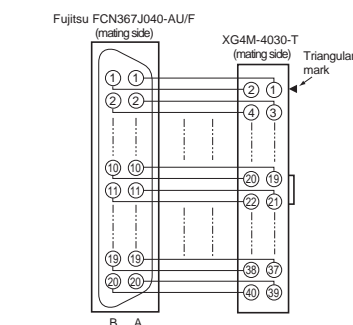 Fujitsu FCN367J040-AU/F
(mating side)
XG4M-4030-T
(mating side)
Triangular
mark
1 1 2 1
2 2 4 3
10 10 20 19
11 11 22 21
19 19 38 37
20 20 40 39
B A